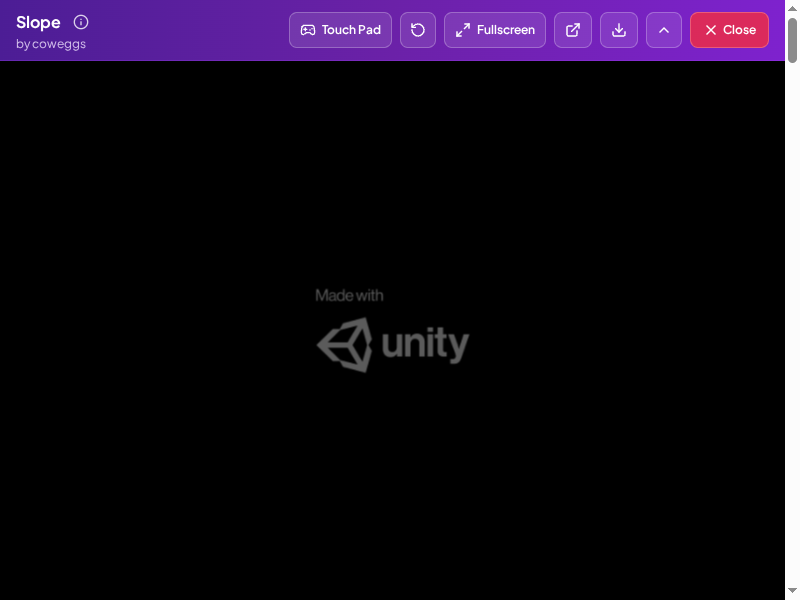 Slope
by coweggs
Touch Pad
Fullscreen
Close
Made with
unity